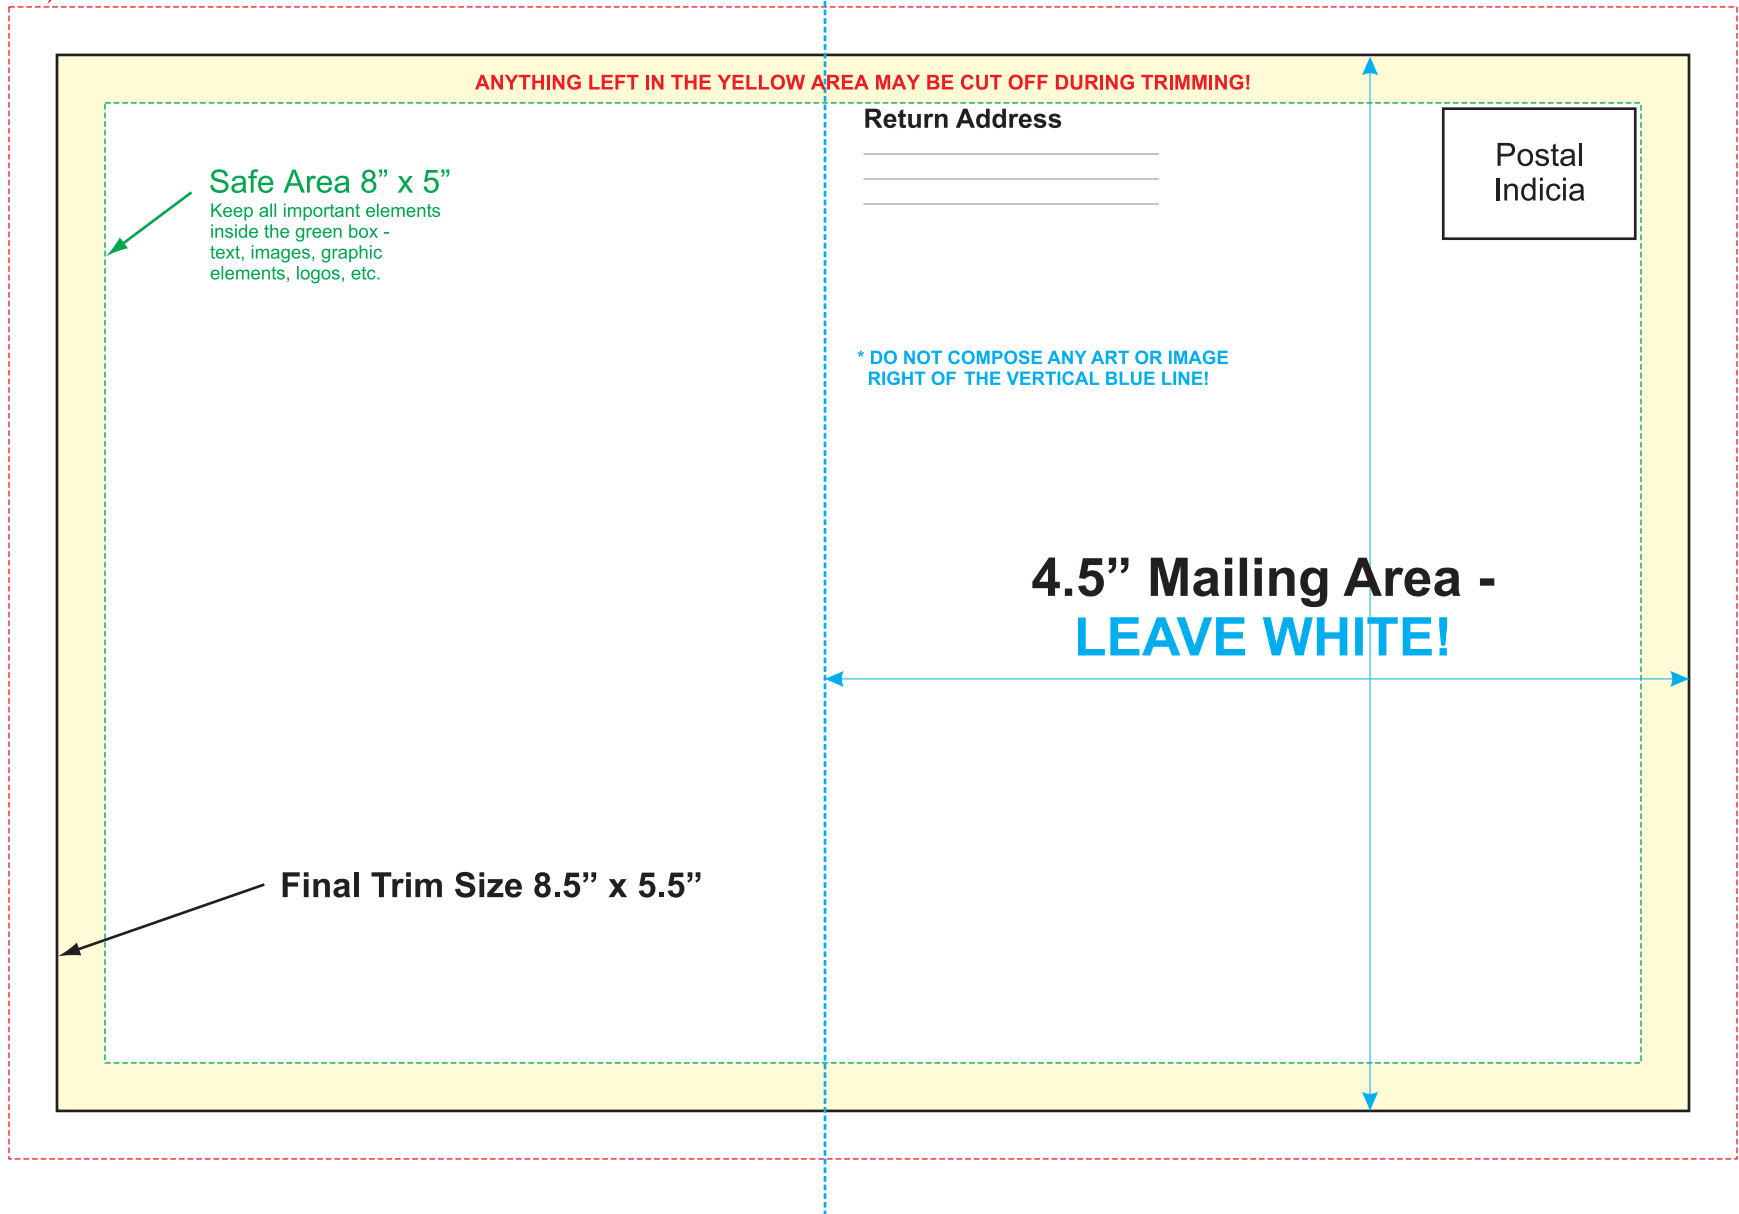 ANYTHING LEFT IN THE YELLOW AREA MAY BE CUT OFF DURING TRIMMING!
Safe Area 8” x 5”
Keep all important elements
inside the green box -
text, images, graphic
elements, logos, etc.
Return Address
Postal
Indicia
* DO NOT COMPOSE ANY ART OR IMAGE
RIGHT OF THE VERTICAL BLUE LINE!
4.5” Mailing Area -
LEAVE WHITE!
Final Trim Size 8.5” x 5.5”